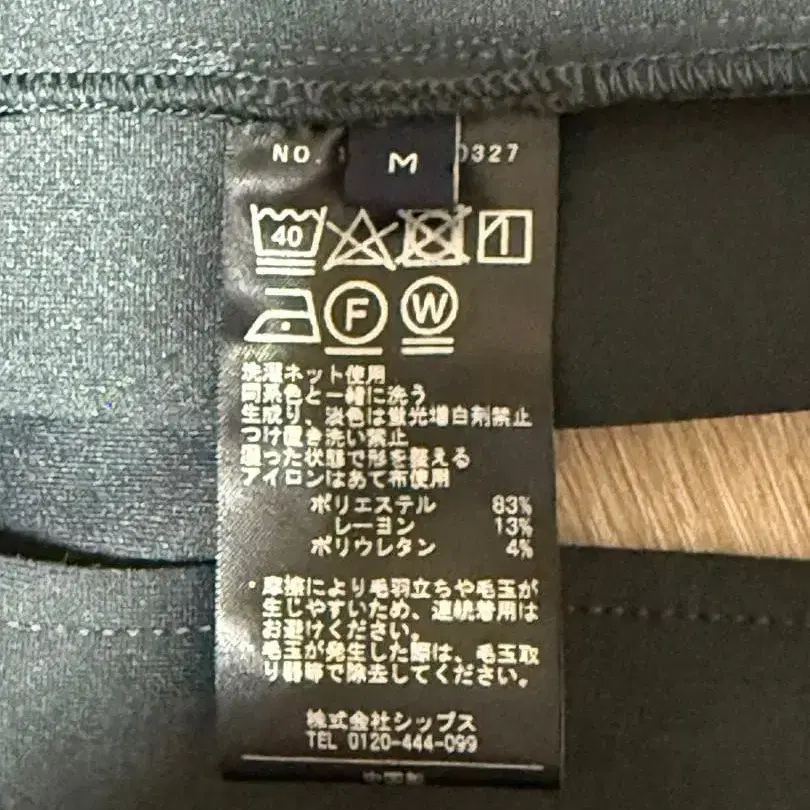 NO. 1
M
0327
40
F
W
洗濯ネット使用
同系色と一緒に洗う
生成り、淡色は蛍光増白剤禁止
つけ置き洗い禁止
湿った状態で形を整える
アイロンはあて布使用
ポリエステル 83%
レーヨン 13%
ポリウレタン 4%
・摩擦により毛羽立ちや毛玉が
生じやすいため、連続着用は
お避けください。
・毛玉が発生した際は、毛玉取
り器等で除去してください。
株式会社シップス
TEL 0120-444-099
中国製